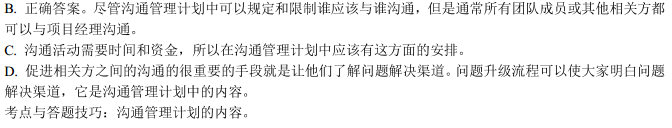 B. 正确答案。尽管沟通管理计划中可以规定和限制谁应该与谁沟通，但是通常所有团队成员或其他相关方都
可以与项目经理沟通。
C. 沟通活动需要时间和资金，所以在沟通管理计划中应该有这方面的安排。
D. 促进相关方之间的沟通的很重要的手段就是让他们了解问题解决渠道。问题升级流程可以使大家明白问题
解决渠道，它是沟通管理计划中的内容。
考点与答题技巧：沟通管理计划的内容。